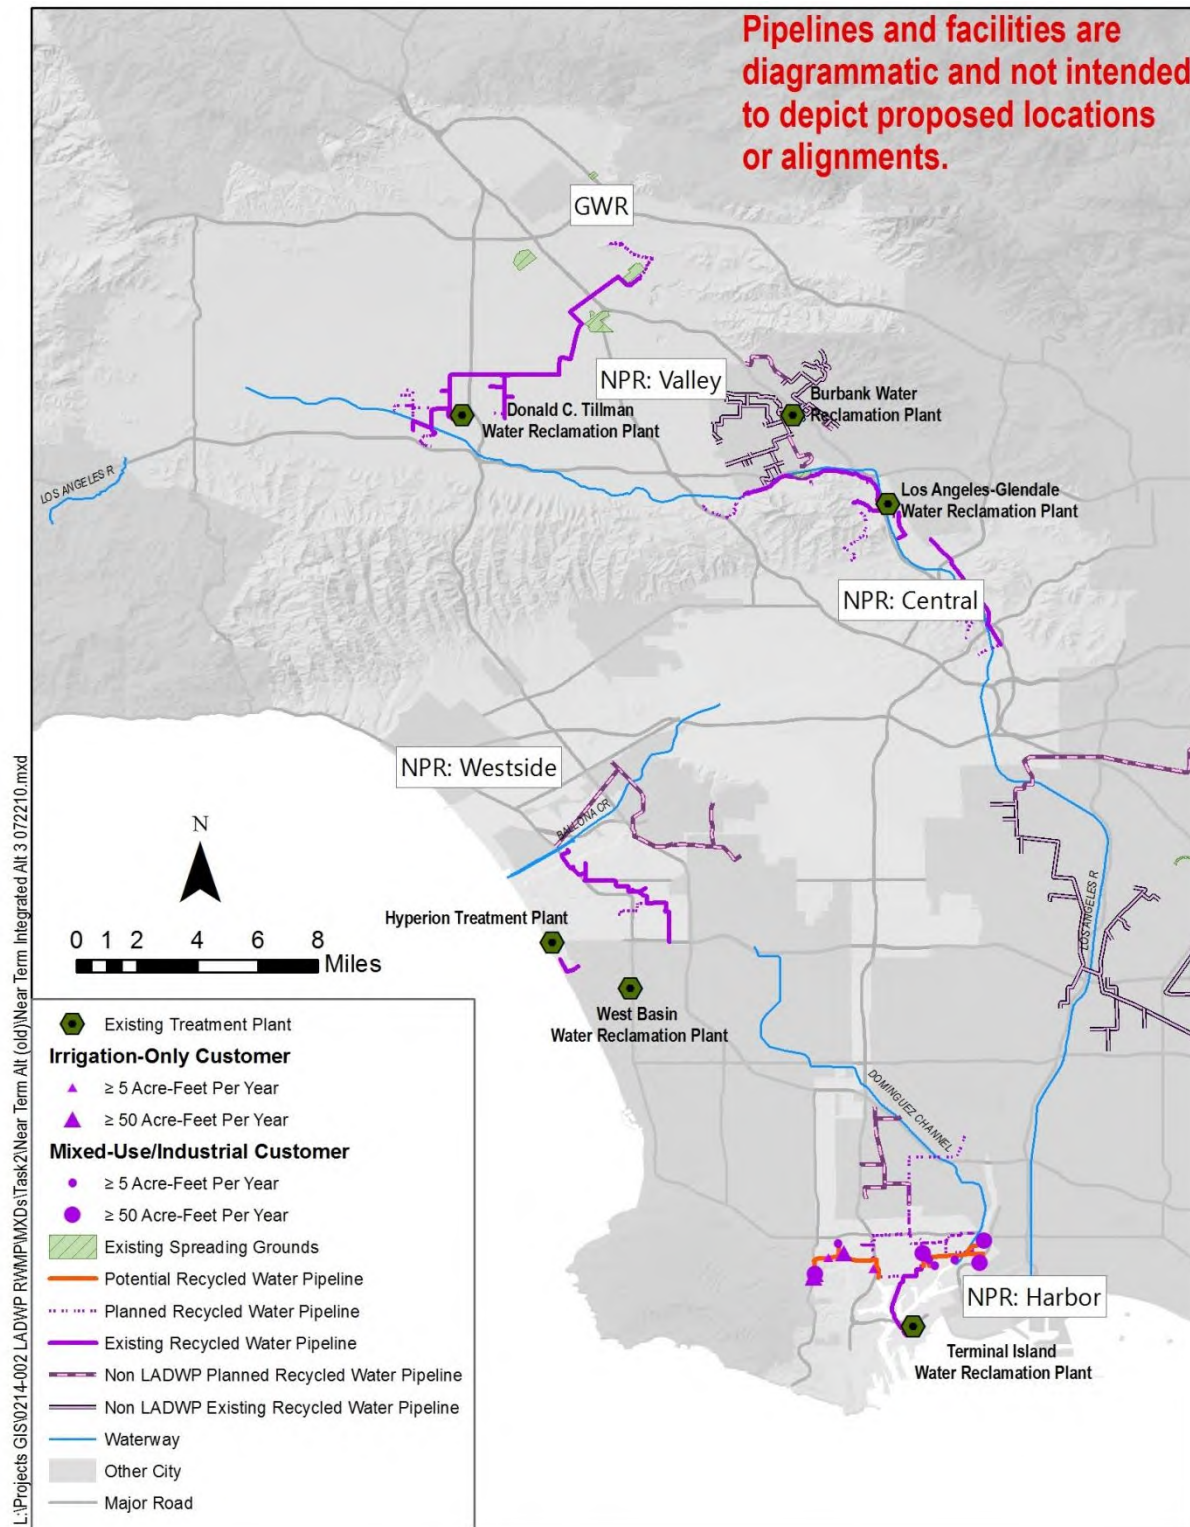 Pipelines and facilities are
diagrammatic and not intended
to depict proposed locations
or alignments.
GWR
NPR: Valley
Burbank Water
Reclamation Plant
Donald C. Tillman
Water Reclamation Plant
LOS ANGELES R
Los Angeles-Glendale
Water Reclamation Plant
NPR: Central
NPR: Westside
BALLONA CR
N
Hyperion Treatment Plant
LOS ANGELES R
0 1 2 4 6 8
Miles
West Basin
Water Reclamation Plant
DOMINGUEZ CHANNEL
NPR: Harbor
Terminal Island
Water Reclamation Plant
Existing Treatment Plant
Irrigation-Only Customer
≥ 5 Acre-Feet Per Year
≥ 50 Acre-Feet Per Year
Mixed-Use/Industrial Customer
≥ 5 Acre-Feet Per Year
≥ 50 Acre-Feet Per Year
Existing Spreading Grounds
Potential Recycled Water Pipeline
Planned Recycled Water Pipeline
Existing Recycled Water Pipeline
Non LADWP Planned Recycled Water Pipeline
Non LADWP Existing Recycled Water Pipeline
Waterway
Other City
Major Road
L:\Projects GIS\0214-002 LADWP RWMP\MXDs\Task2\Near Term Alt (old)\Near Term Integrated Alt 3 072210.mxd